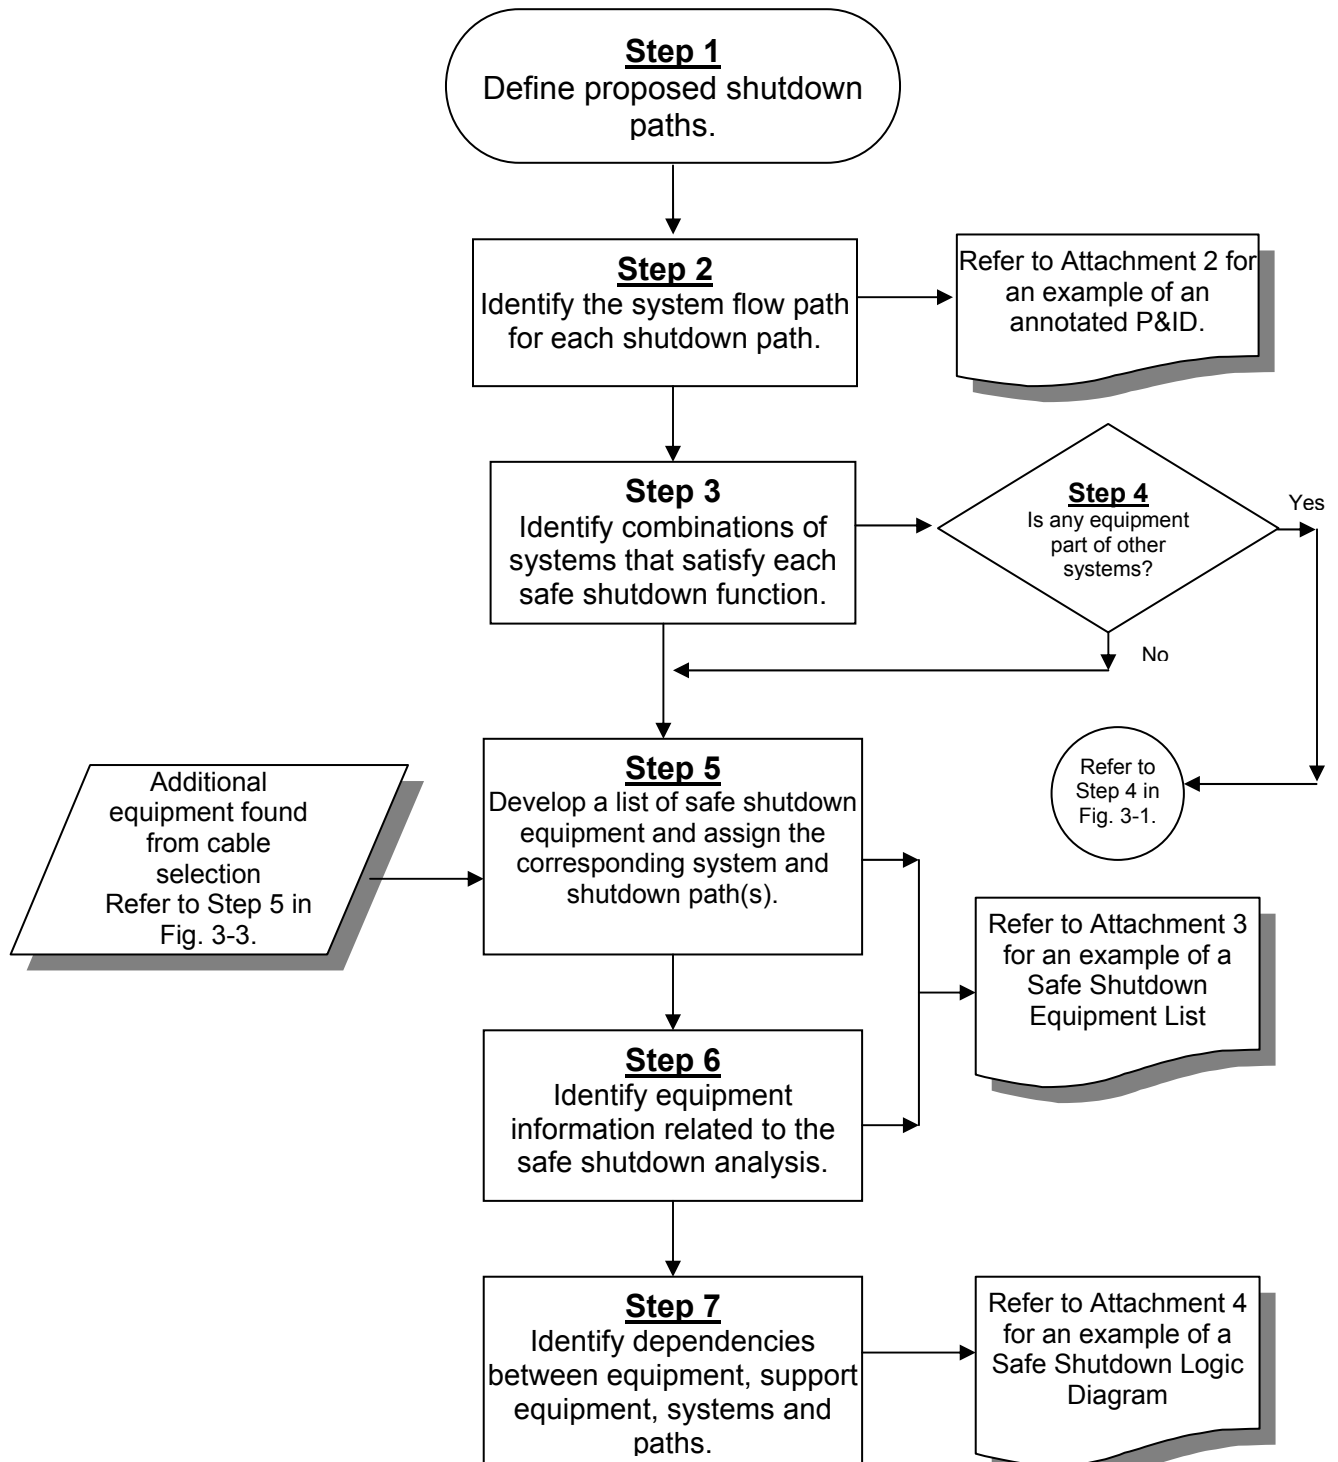 Step 1
Define proposed shutdown
paths.
Step 2
Identify the system flow path
for each shutdown path.
Refer to Attachment 2 for
an example of an
annotated P&ID.
Step 3
Identify combinations of
systems that satisfy each
safe shutdown function.
Step 4
Is any equipment
part of other
systems?
Yes
No
Refer to
Step 4 in
Fig. 3-1.
Step 5
Develop a list of safe shutdown
equipment and assign the
corresponding system and
shutdown path(s).
Additional
equipment found
from cable
selection
Refer to Step 5 in
Fig. 3-3.
Refer to Attachment 3
for an example of a
Safe Shutdown
Equipment List
Step 6
Identify equipment
information related to the
safe shutdown analysis.
Step 7
Identify dependencies
between equipment, support
equipment, systems and
paths.
Refer to Attachment 4
for an example of a
Safe Shutdown Logic
Diagram